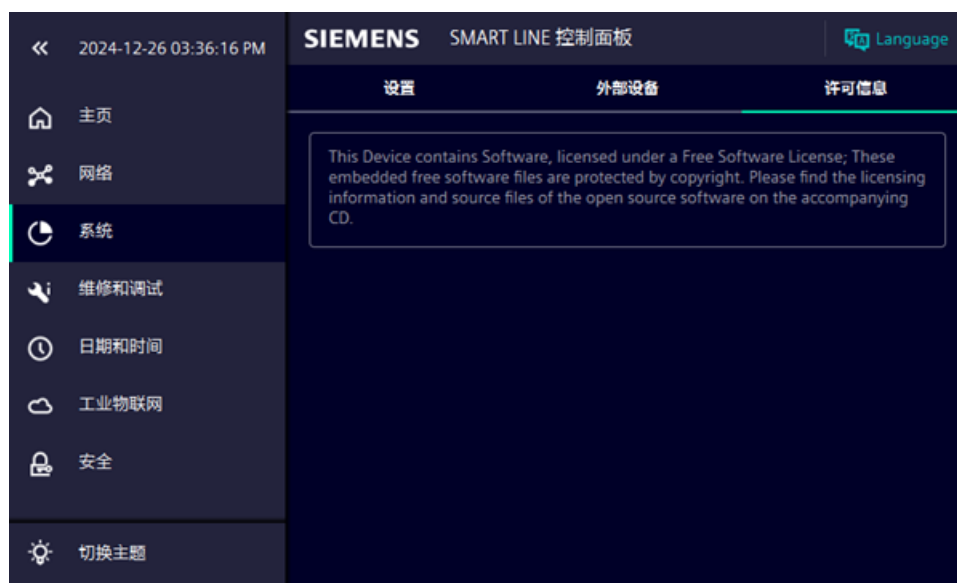 2024-12-26 03:36:16 PM
SIEMENS SMART LINE 控制面板
Language
设置 外部设备 许可信息
主页
网络
系统
维修和调试
日期和时间
工业物联网
安全
切换主题
This Device contains Software, licensed under a Free Software License; These
embedded free software files are protected by copyright. Please find the licensing
information and source files of the open source software on the accompanying
CD.